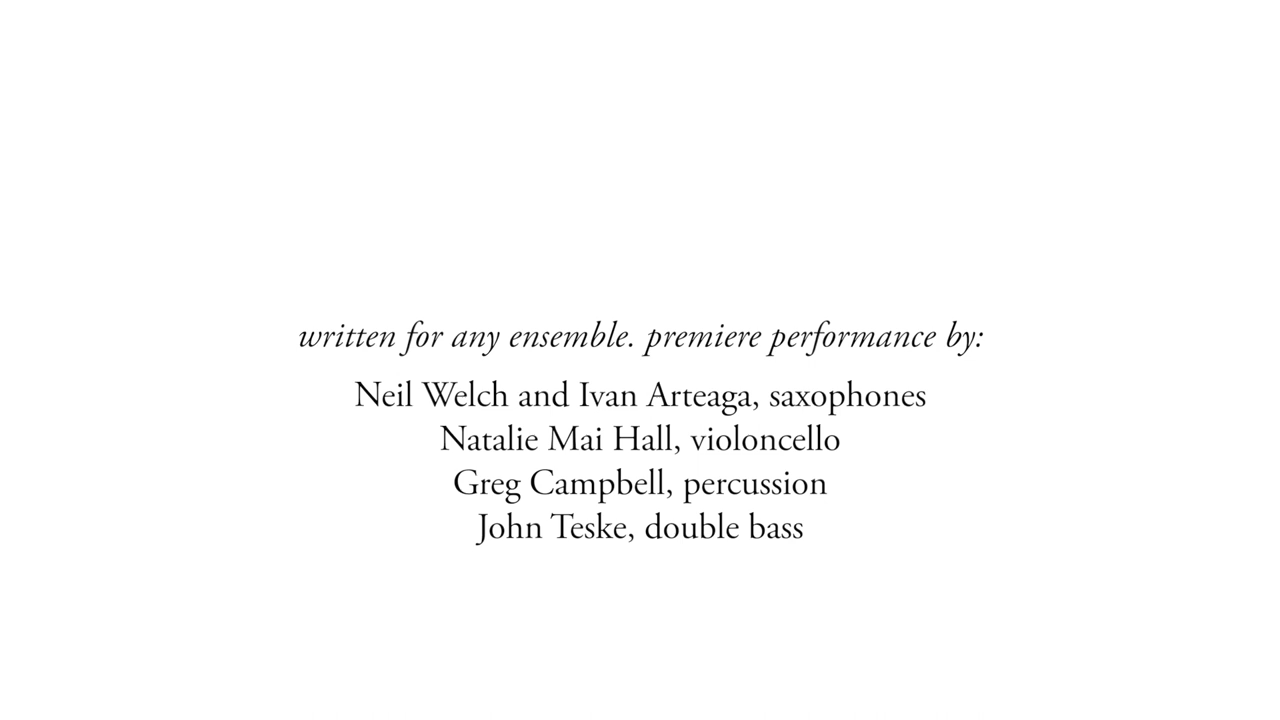 written for any ensemble. premiere performance by:
Neil Welch and Ivan Arteaga, saxophones
Natalie Mai Hall, violoncello
Greg Campbell, percussion
John Teske, double bass